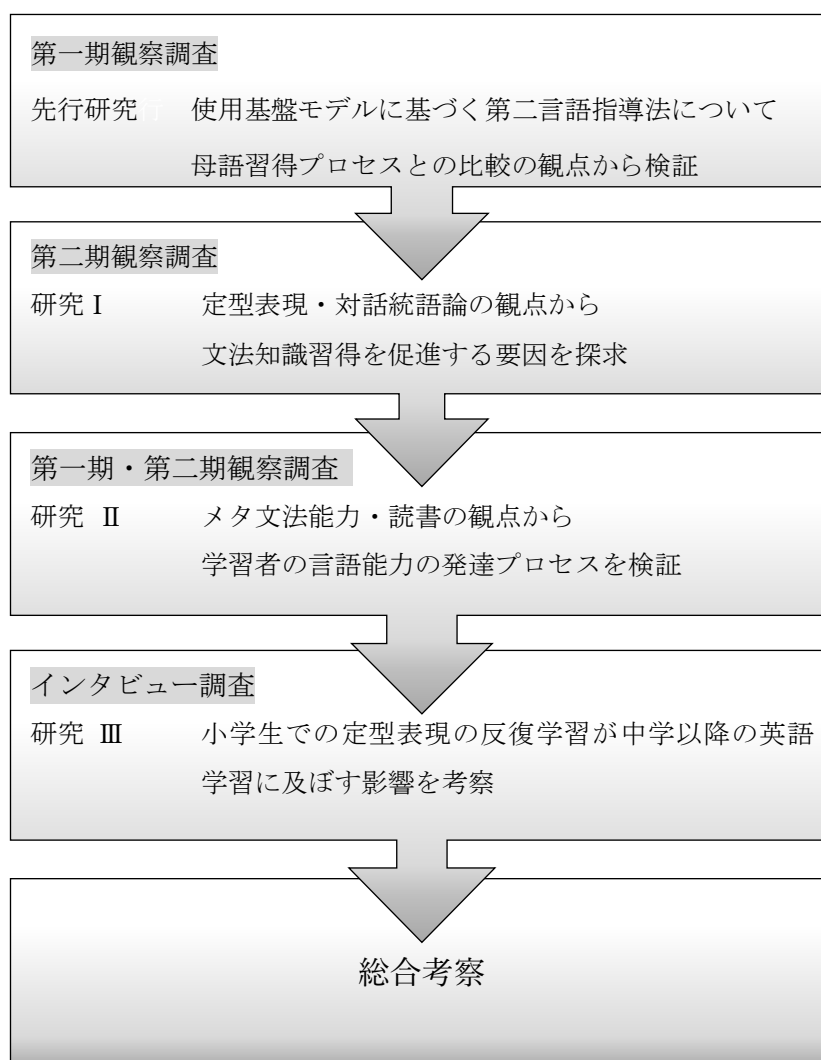 第一期観察調査
先行研究 使用基盤モデルに基づく第二言語指導法について
母語習得プロセスとの比較の観点から検証
第二期観察調査
研究Ⅰ 定型表現・対話統語論の観点から
文法知識習得を促進する要因を探求
第一期・第二期観察調査
研究 Ⅱ メタ文法能力・読書の観点から
学習者の言語能力の発達プロセスを検証
インタビュー調査
研究 Ⅲ 小学生での定型表現の反復学習が中学以降の英語
学習に及ぼす影響を考察
総合考察